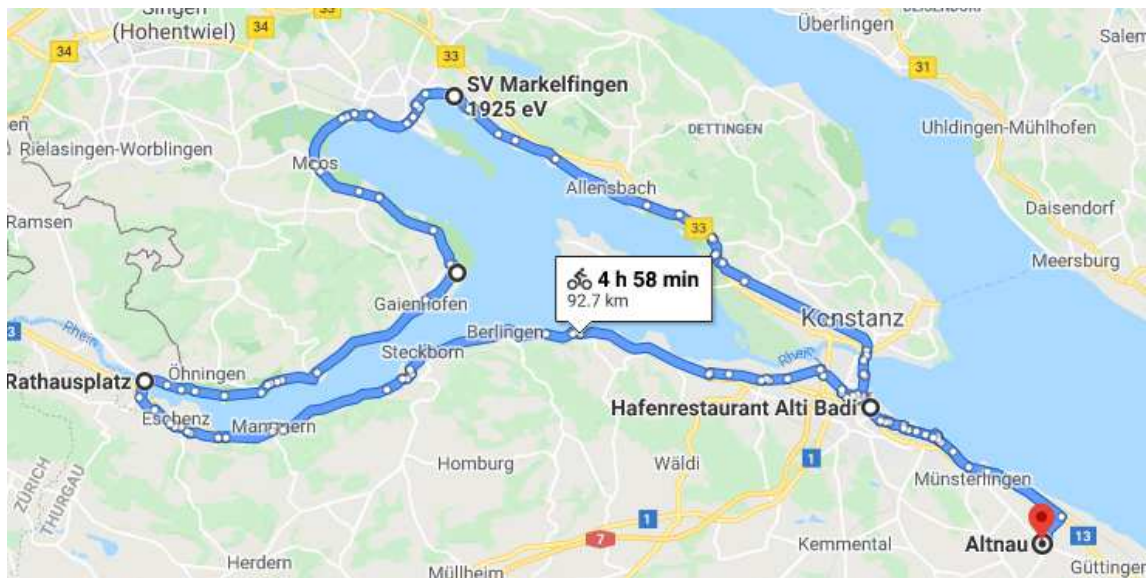 Singen
(Hohentwiel)
34
34
33
SV Markelfingen
1925 eV
Überlingen
31
Salem
en
Rielasingen-Worblingen
DETTINGEN
Uhldingen-Mühlhofen
Moos
Allensbach
Ramsen
33
Daisendorf
Meersburg
4 h 58 min
92.7 km
Gaienhofen
Konstanz
3
Rhein
Berlingen
Steckborn
Rhein
Öhningen
Rathausplatz
Eschenz
Mammern
Hafenrestaurant Alti Badi
Homburg
Wäldi
1
Münsterlingen
ZÜRICH
THURGAU
1
7
Altnau
13
Herdern
Müllheim
Kemmental
Güttingen